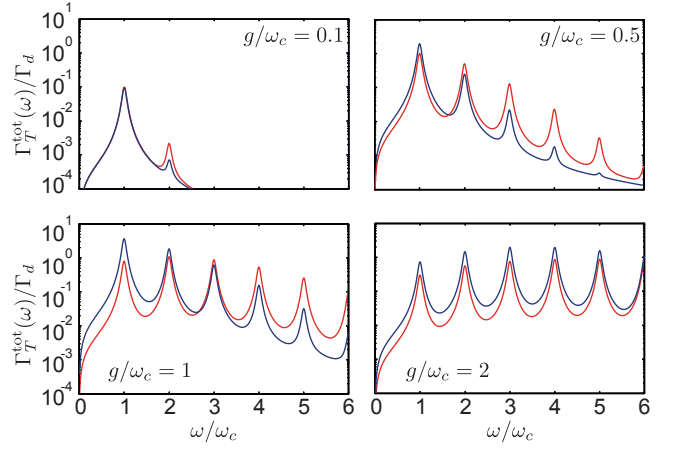 g/ω_c = 0.1
g/ω_c = 0.5
Γ_T^tot(ω)/Γ_d
10^1
10^0
10^-1
10^-2
10^-3
10^-4
g/ω_c = 1
g/ω_c = 2
Γ_T^tot(ω)/Γ_d
10^1
10^0
10^-1
10^-2
10^-3
10^-4
0 1 2 3 4 5 6
0 1 2 3 4 5 6
ω/ω_c
ω/ω_c